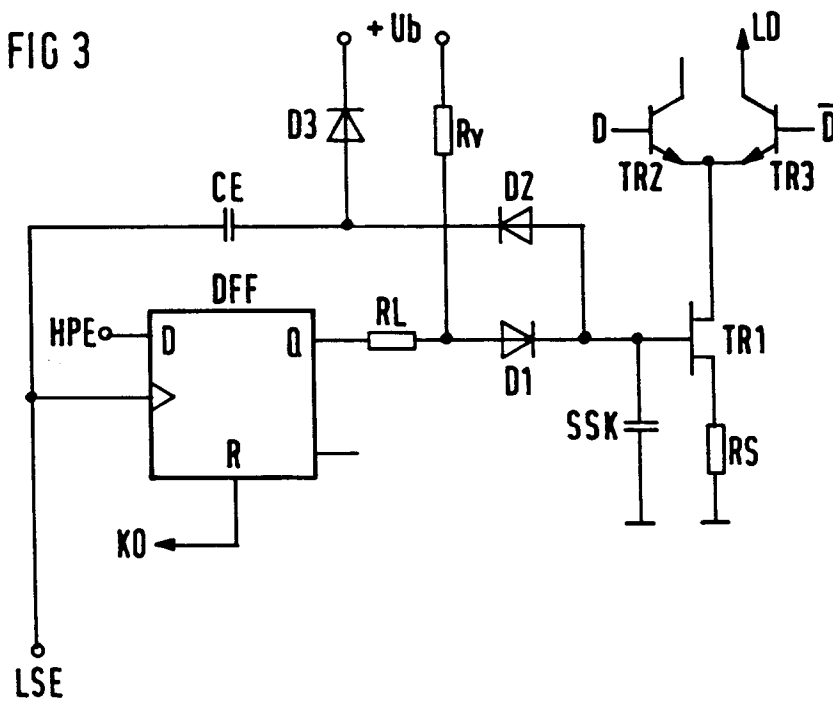 FIG 3
+ Ub
LD
D3
Rv
D
D̅
TR2
TR3
CE
D2
DFF
HPE
D
Q
RL
D1
TR1
SSK
RS
R
KO
LSE